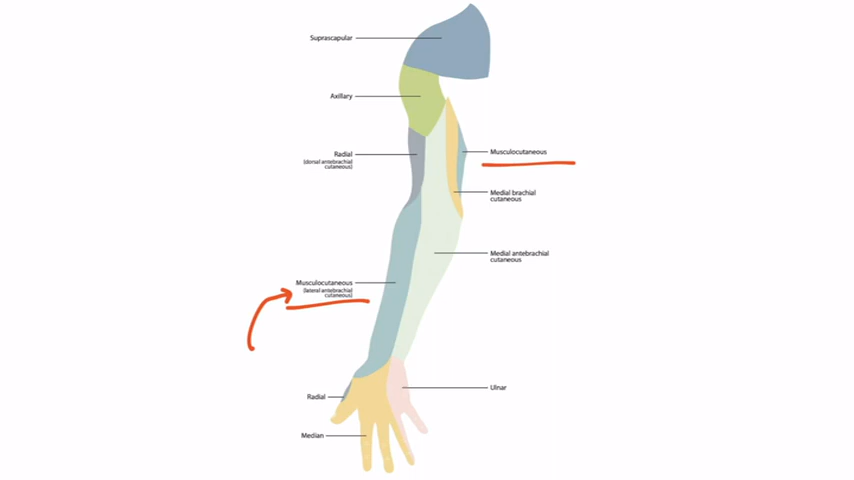 Suprascapular
Axillary
Radial
(dorsal antebrachial
cutaneous)
Musculocutaneous
Medial brachial
cutaneous
Medial antebrachial
cutaneous
Musculocutaneous
(lateral antebrachial
cutaneous)
Radial
Ulnar
Median